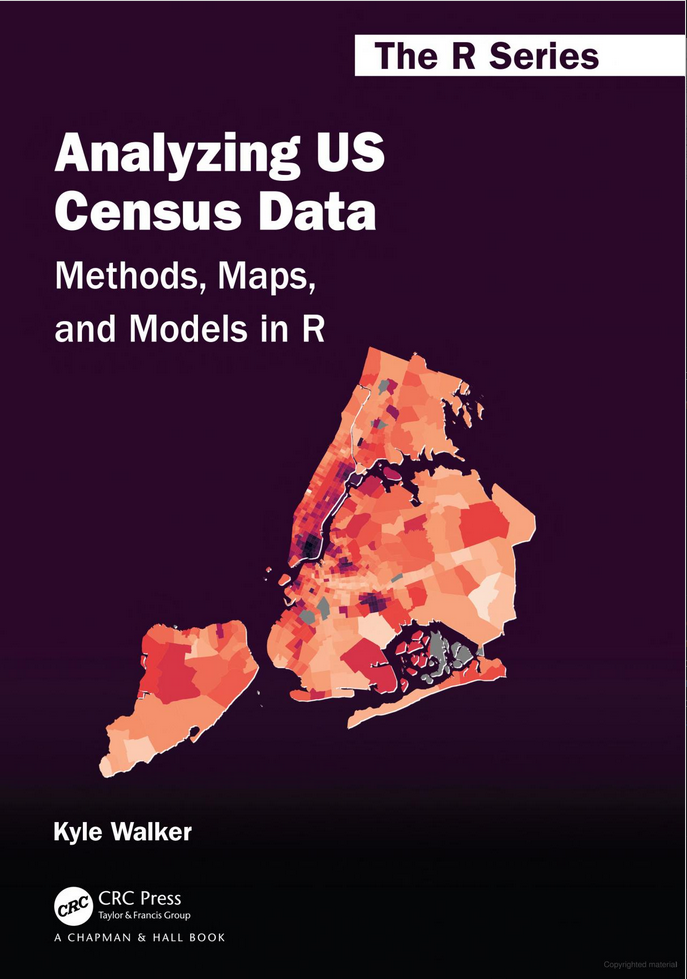 The R Series
Analyzing US
Census Data
Methods, Maps,
and Models in R
Kyle Walker
CRC
CRC Press
Taylor & Francis Group
A CHAPMAN & HALL BOOK
Copyrighted material